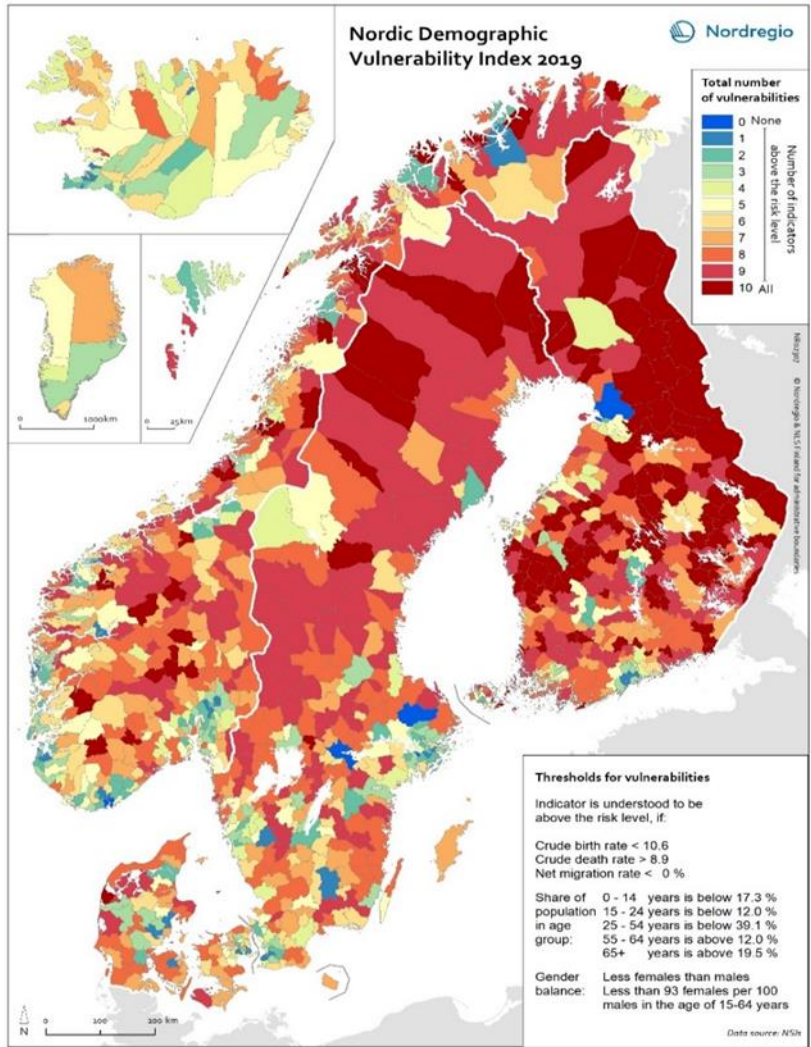 Nordic Demographic
Vulnerability Index 2019
Nordregio
Total number
of vulnerabilities
0 None
1
2
3
4
5
6
7
8
9
10 All
Number of indicators
above the risk level
1000km
25km
© Nordregio & NLS Finland for administrative boundaries
Thresholds for vulnerabilities
Indicator is understood to be
above the risk level, if:
Crude birth rate < 10.6
Crude death rate > 8.9
Net migration rate < 0 %
Share of 0 - 14 years is below 17.3 %
population 15 - 24 years is below 12.0 %
in age 25 - 54 years is below 39.1 %
group: 55 - 64 years is above 12.0 %
65+ years is above 19.5 %
Gender Less females than males
balance: Less than 93 females per 100
males in the age of 15-64 years
Data source: NSIs
N
0 100 200 km